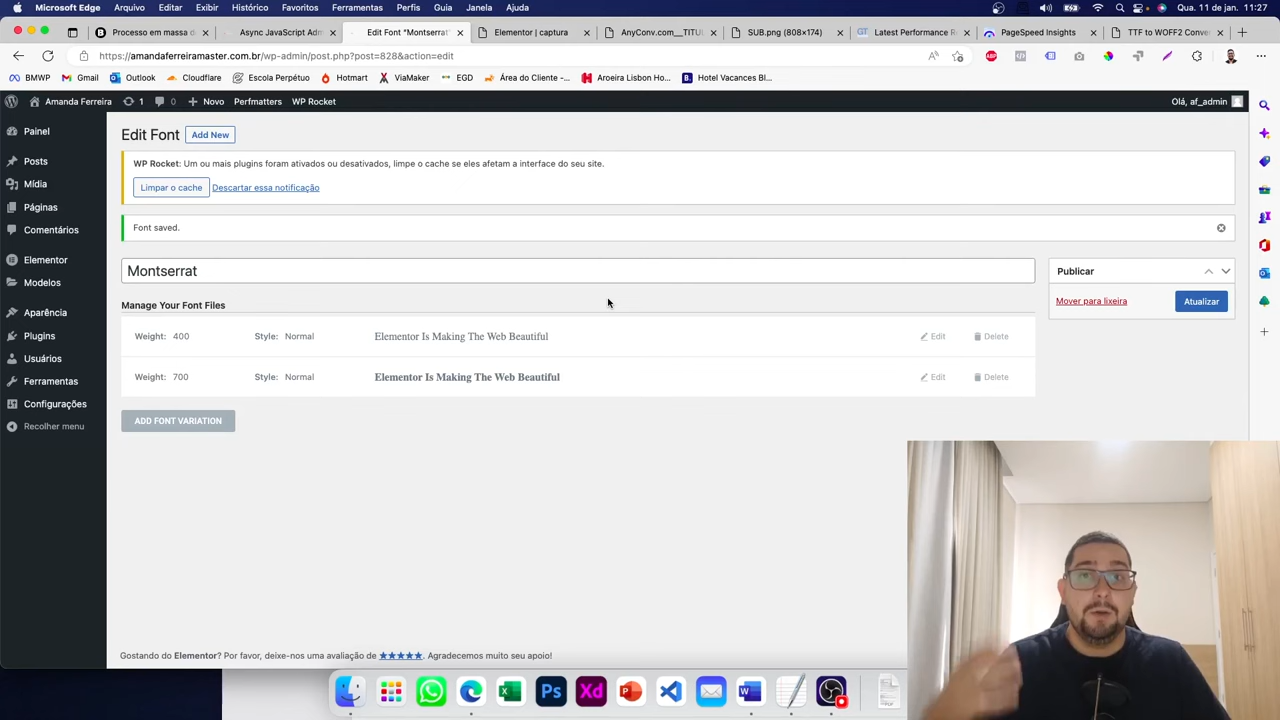 Microsoft Edge Arquivo Editar Exibir Histórico Favoritos Ferramentas Perfis Guia Janela Ajuda Qua. 11 de jan. 11:27
Processo em massa d Async JavaScript Adm Edit Font "Montserrat" Elementor | captura AnyConv.com__TITUL SUB.png (808×174) Latest Performance Re PageSpeed Insights TTF to WOFF2 Conve
https://amandaferreiramaster.com.br/wp-admin/post.php?post=828&action=edit
BMWP Gmail Outlook Cloudflare Escola Perpétuo Hotmart ViaMaker EGD Área do Cliente -... Aroeira Lisbon Ho... Hotel Vacances Bl...
Amanda Ferreira 1 0 Novo Perfmatters WP Rocket Olá, af_admin
Painel
Posts
Mídia
Páginas
Comentários
Elementor
Modelos
Aparência
Plugins
Usuários
Ferramentas
Configurações
Recolher menu
Edit Font Add New
WP Rocket: Um ou mais plugins foram ativados ou desativados, limpe o cache se eles afetam a interface do seu site.
Limpar o cache Descartar essa notificação
Font saved.
Montserrat
Publicar
Mover para lixeira Atualizar
Manage Your Font Files
Weight: 400 Style: Normal Elementor Is Making The Web Beautiful Edit Delete
Weight: 700 Style: Normal Elementor Is Making The Web Beautiful Edit Delete
ADD FONT VARIATION
Gostando do Elementor? Por favor, deixe-nos uma avaliação de ★★★★★. Agradecemos muito seu apoio!